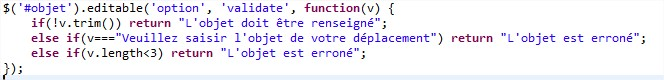 $('#objet').editable('option', 'validate', function(v) {
    if(!v.trim()) return "L'objet doit être renseigné";
    else if(v==="Veuillez saisir l'objet de votre déplacement") return "L'objet est erroné";
    else if(v.length<3) return "L'objet est erroné";
});